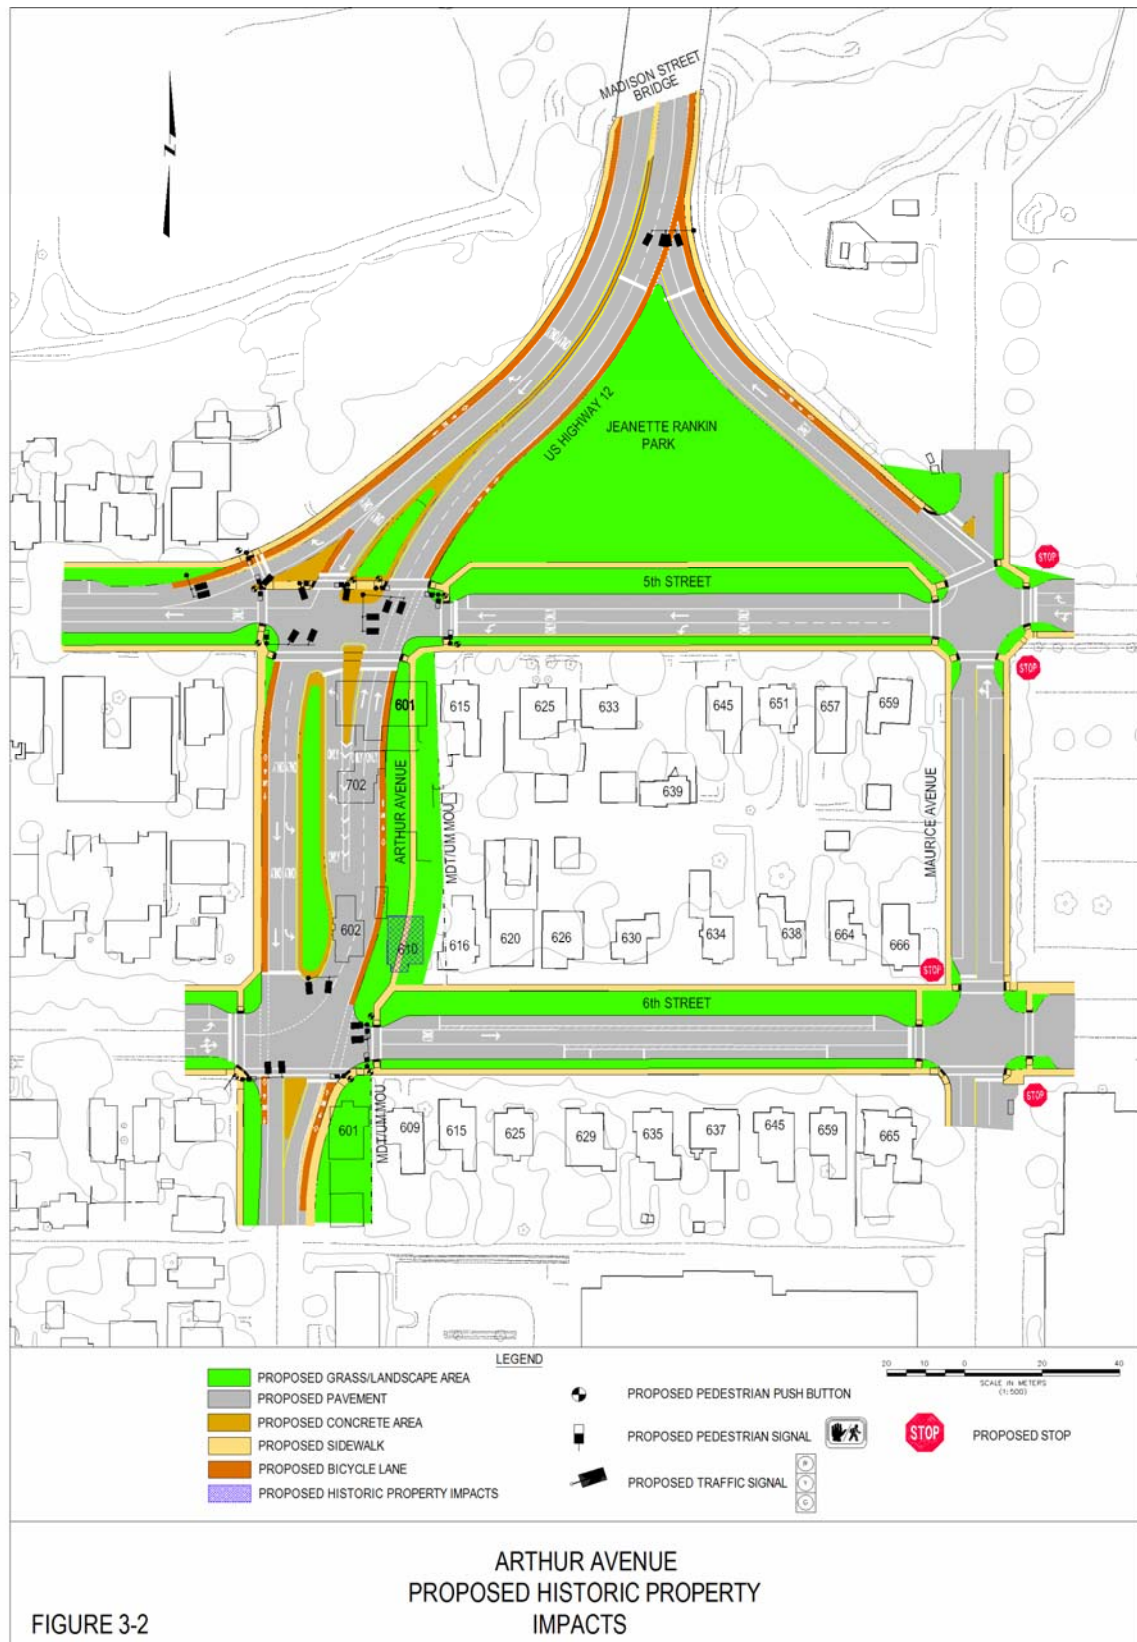 MADISON STREET
BRIDGE
N
US HIGHWAY 12
JEANETTE RANKIN
PARK
5th STREET
STOP
STOP
601
615
625
633
645
651
657
659
702
639
ARTHUR AVENUE
MDT/UM MOU
MAURICE AVENUE
602
610
616
620
626
630
634
638
664
666
STOP
6th STREET
STOP
601
MDT/UM MOU
609
615
625
629
635
637
645
659
665
LEGEND
PROPOSED GRASS/LANDSCAPE AREA
PROPOSED PAVEMENT
PROPOSED CONCRETE AREA
PROPOSED SIDEWALK
PROPOSED BICYCLE LANE
PROPOSED HISTORIC PROPERTY IMPACTS
PROPOSED PEDESTRIAN PUSH BUTTON
PROPOSED PEDESTRIAN SIGNAL
PROPOSED TRAFFIC SIGNAL
R
Y
G
20 10 0 20 40
SCALE IN METERS
(1:500)
STOP
PROPOSED STOP
ARTHUR AVENUE
PROPOSED HISTORIC PROPERTY
IMPACTS
FIGURE 3-2